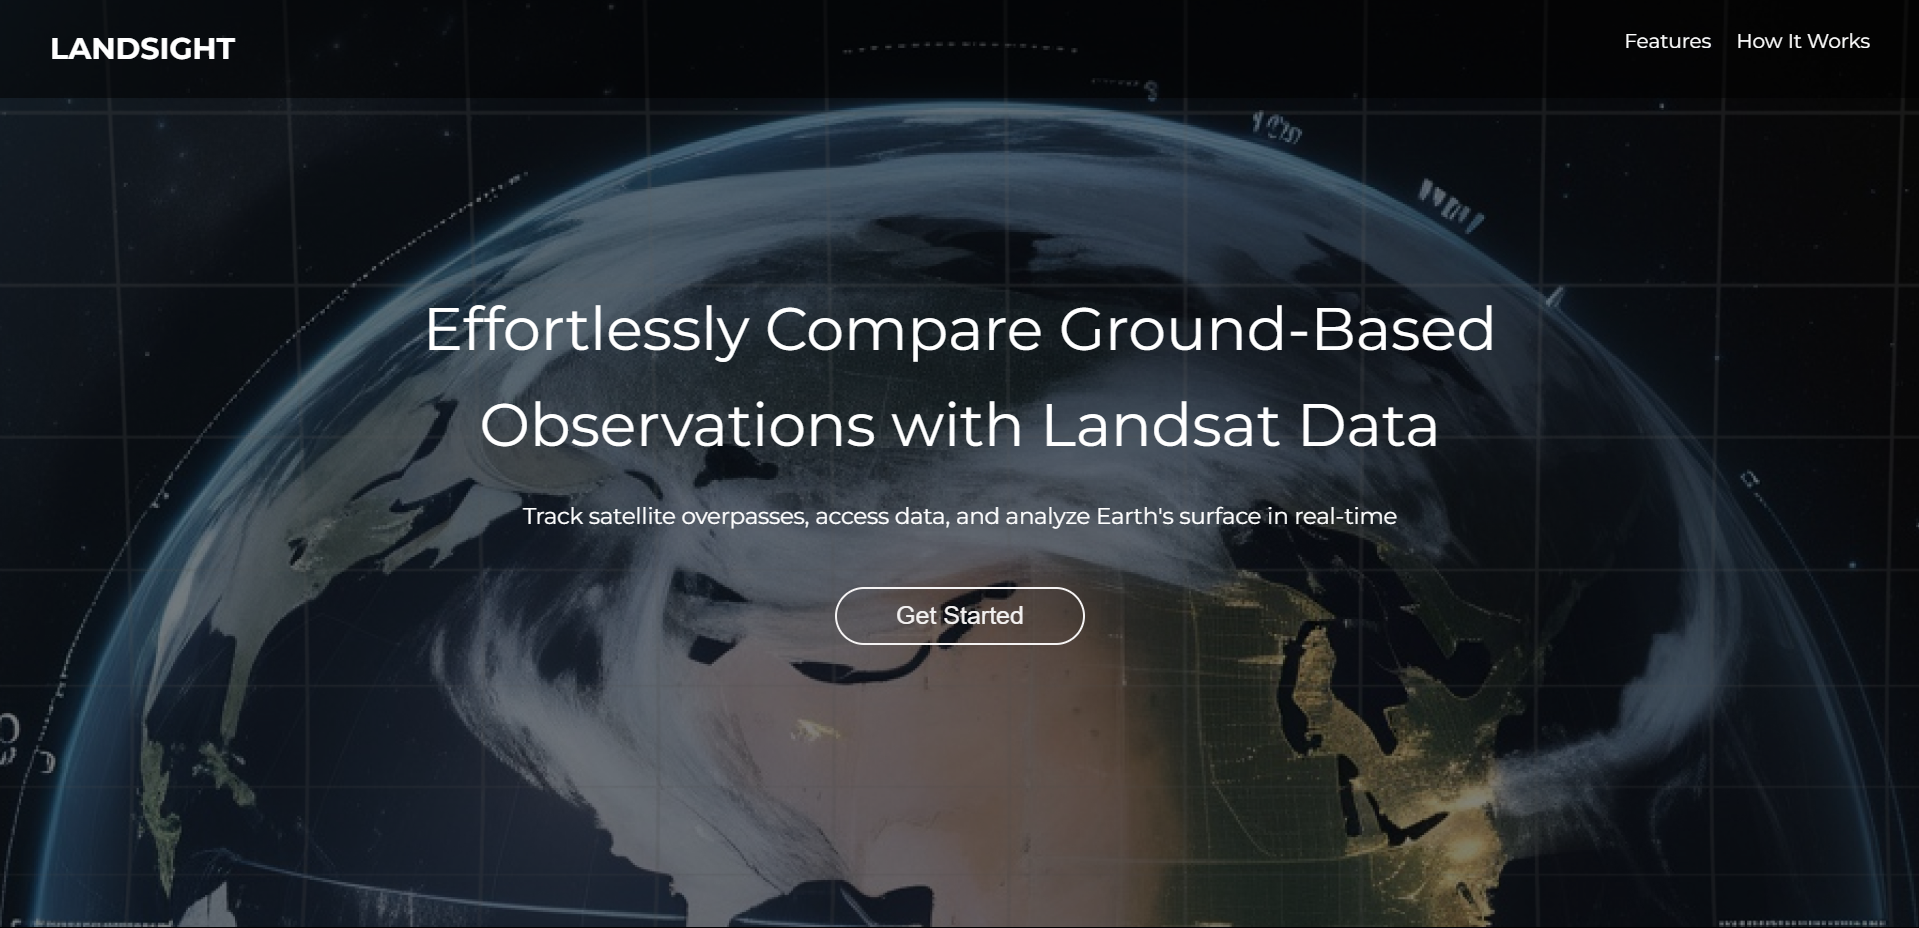 LANDSIGHT
Features How It Works
Effortlessly Compare Ground-Based
Observations with Landsat Data
Track satellite overpasses, access data, and analyze Earth's surface in real-time
Get Started